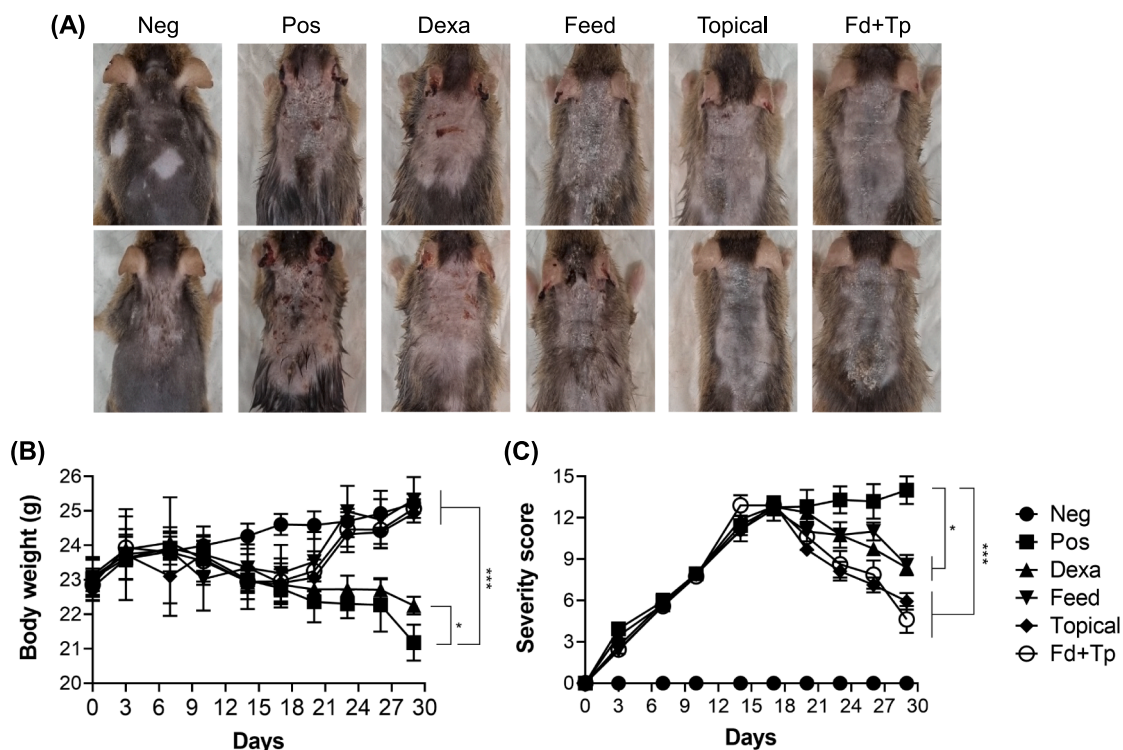 (A)
Neg Pos Dexa Feed Topical Fd+Tp
(B)
Body weight (g)
26
25
24
23
22
21
20
0 3 6 9 12 15 18 21 24 27 30
Days
*
***
(C)
Severity score
15
12
9
6
3
0
0 3 6 9 12 15 18 21 24 27 30
Days
*
***
Neg
Pos
Dexa
Feed
Topical
Fd+Tp